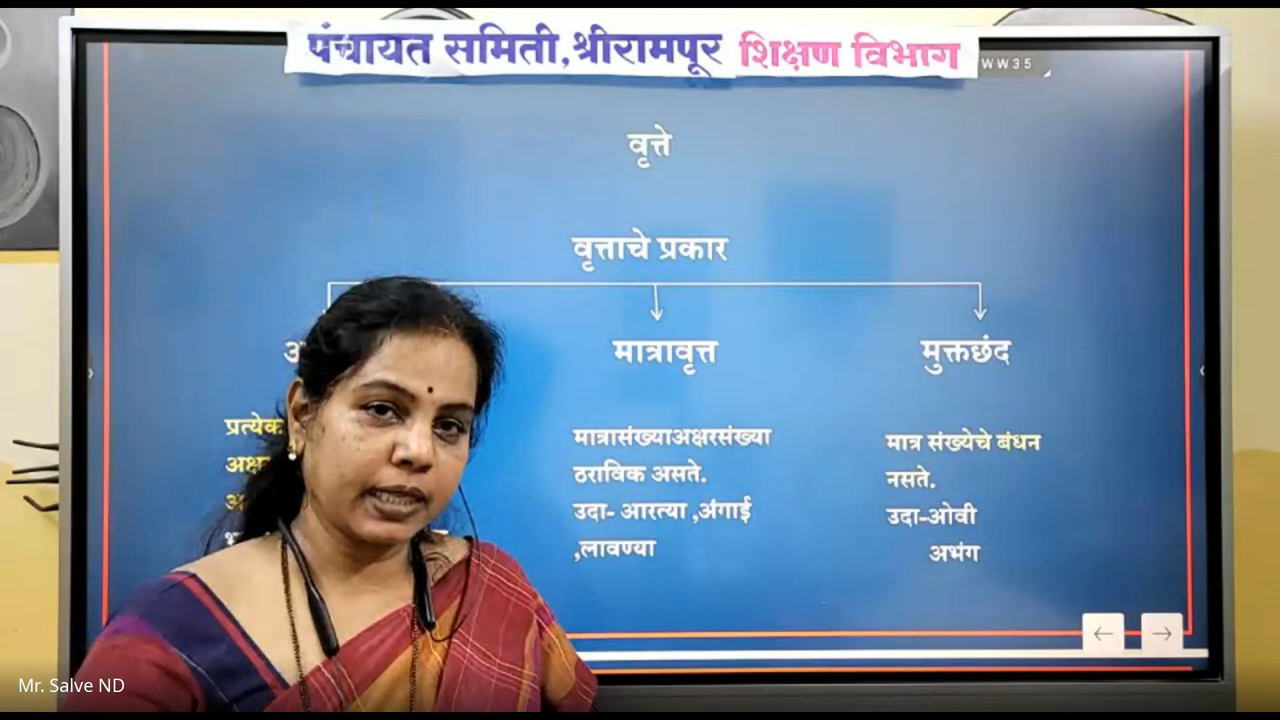 पंचायत समिती,श्रीरामपूर शिक्षण विभाग
WW35
वृत्ते
वृत्ताचे प्रकार
मात्रावृत्त
मुक्तछंद
प्रत्येक
मात्रासंख्याअक्षरसंख्या
ठराविक असते.
उदा- आरत्या ,अंगाई
,लावण्या
मात्र संख्येचे बंधन
नसते.
उदा-ओवी
अभंग
Mr. Salve ND